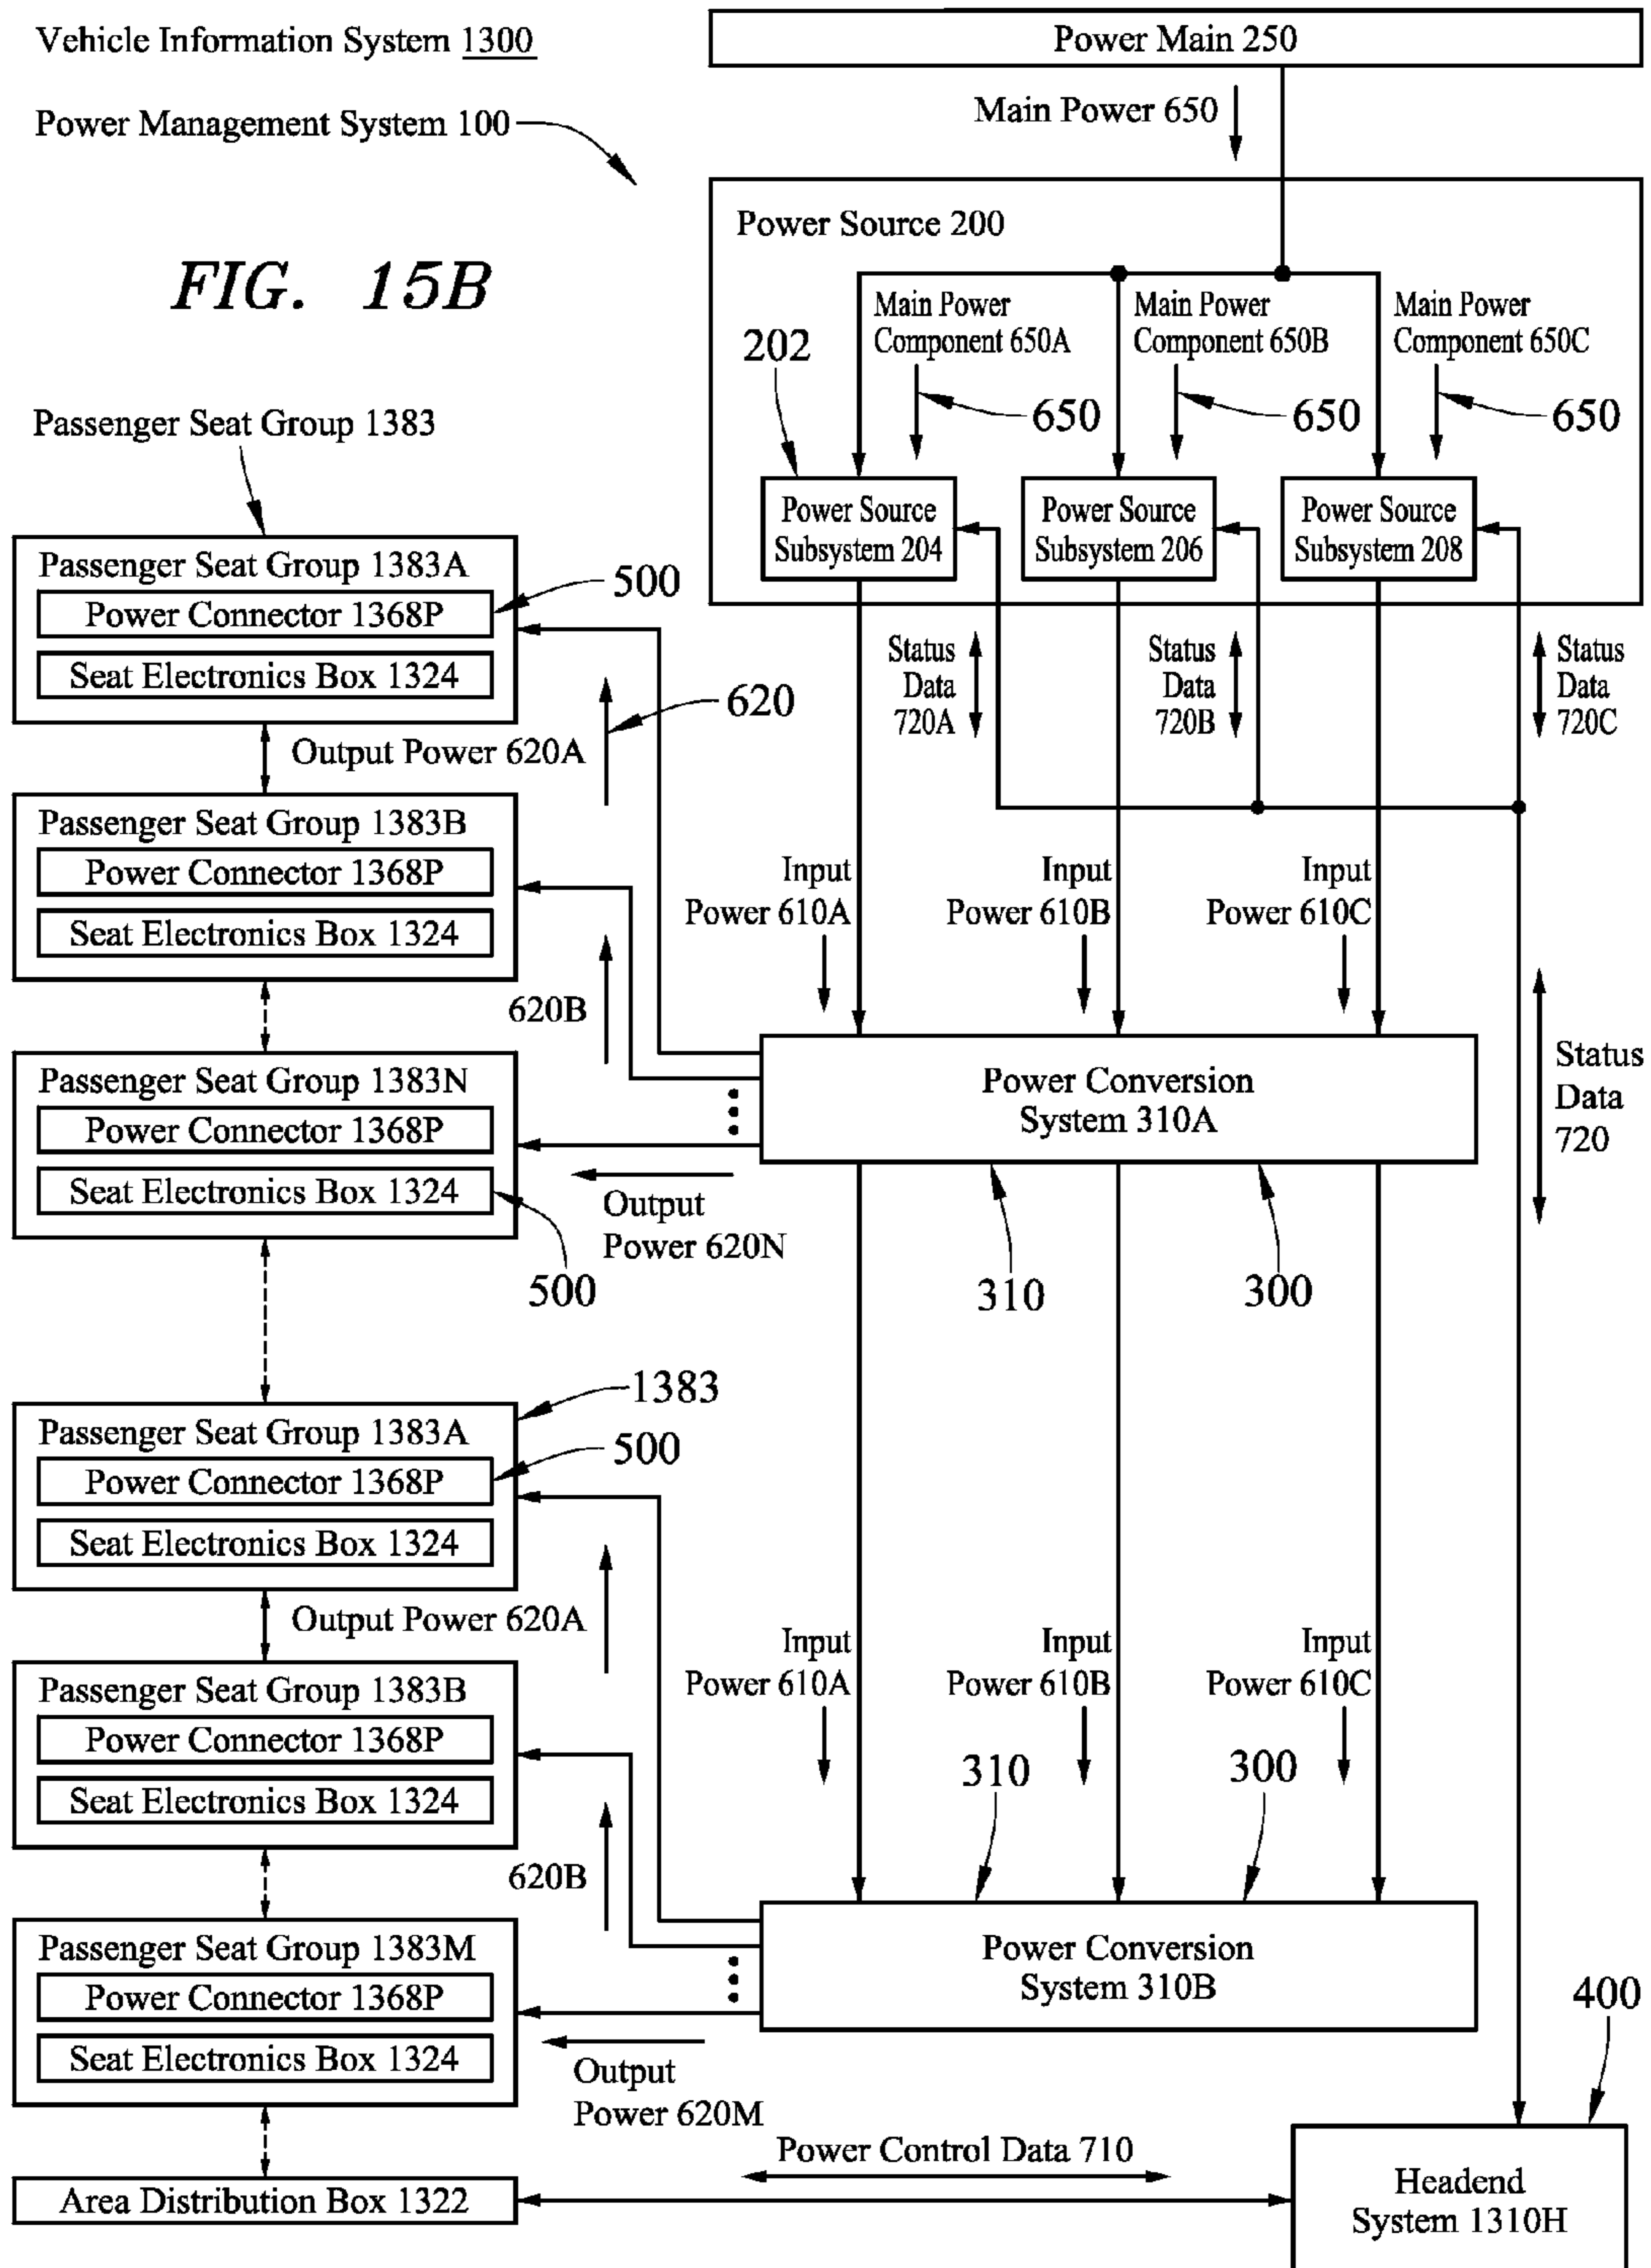 Vehicle Information System 1300
Power Management System 100
FIG. 15B
Power Main 250
Main Power 650
Power Source 200
Main Power
Component 650A
Main Power
Component 650B
Main Power
Component 650C
202
650
650
650
Power Source
Subsystem 204
Power Source
Subsystem 206
Power Source
Subsystem 208
Status
Data
720A
Status
Data
720B
Status
Data
720C
Passenger Seat Group 1383
Passenger Seat Group 1383A
Power Connector 1368P
Seat Electronics Box 1324
500
620
Output Power 620A
Passenger Seat Group 1383B
Power Connector 1368P
Seat Electronics Box 1324
620B
Input
Power 610A
Input
Power 610B
Input
Power 610C
Passenger Seat Group 1383N
Power Connector 1368P
Seat Electronics Box 1324
500
Output
Power 620N
Power Conversion
System 310A
310
300
Status
Data
720
1383
Passenger Seat Group 1383A
Power Connector 1368P
Seat Electronics Box 1324
500
Output Power 620A
Passenger Seat Group 1383B
Power Connector 1368P
Seat Electronics Box 1324
620B
Input
Power 610A
Input
Power 610B
Input
Power 610C
310
300
Passenger Seat Group 1383M
Power Connector 1368P
Seat Electronics Box 1324
Output
Power 620M
Power Conversion
System 310B
400
Power Control Data 710
Area Distribution Box 1322
Headend
System 1310H